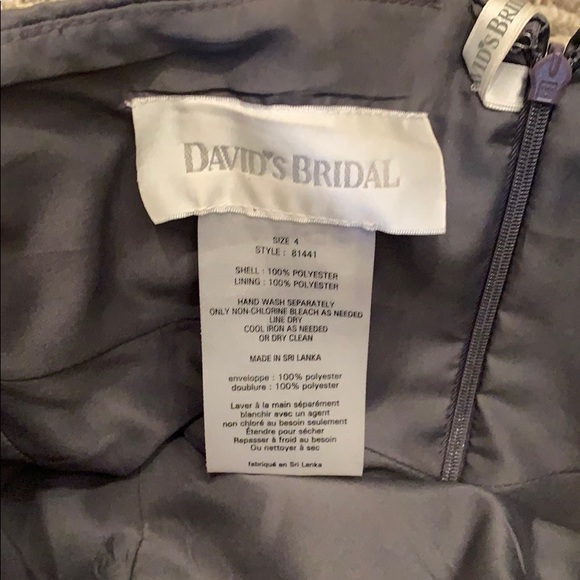 DAVID'S BRIDAL
DAVID'S BRIDAL
SIZE 4
STYLE : 81441
SHELL : 100% POLYESTER
LINING : 100% POLYESTER
HAND WASH SEPARATELY
ONLY NON-CHLORINE BLEACH AS NEEDED
LINE DRY
COOL IRON AS NEEDED
OR DRY CLEAN
MADE IN SRI LANKA
enveloppe : 100% polyester
doublure : 100% polyester
Laver à la main séparément
blanchir avec un agent
non chloré au besoin seulement
Étendre pour sécher
Repasser à froid au besoin
Ou nettoyer à sec
fabriqué en Sri Lanka